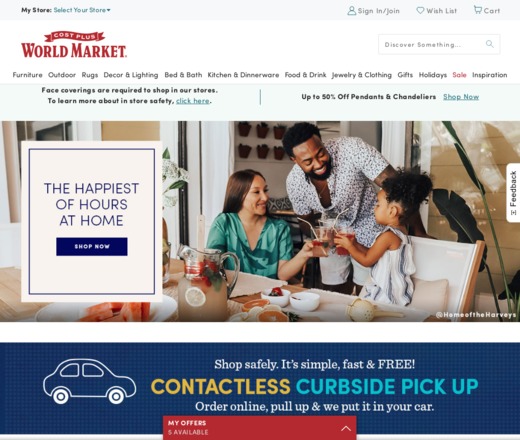 My Store: Select Your Store
Sign In/Join
Wish List
Cart
COST PLUS
WORLD MARKET.
Discover Something...
Furniture Outdoor Rugs Decor & Lighting Bed & Bath Kitchen & Dinnerware Food & Drink Jewelry & Clothing Gifts Holidays Sale Inspiration
Face coverings are required to shop in our stores.
To learn more about in store safety, click here.
Up to 50% Off Pendants & Chandeliers Shop Now
THE HAPPIEST
OF HOURS
AT HOME
SHOP NOW
Feedback
@HomeoftheHarveys
Shop safely. It's simple, fast & FREE!
CONTACTLESS CURBSIDE PICK UP
Order online, pull up & we put it in your car.
MY OFFERS
5 AVAILABLE